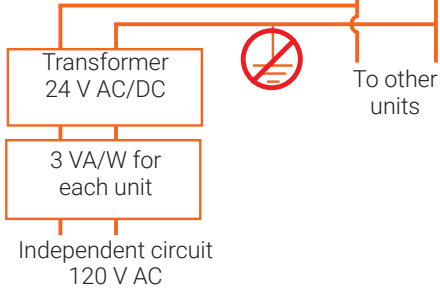 Transformer
24 V AC/DC
To other
units
3 VA/W for
each unit
Independent circuit
120 V AC